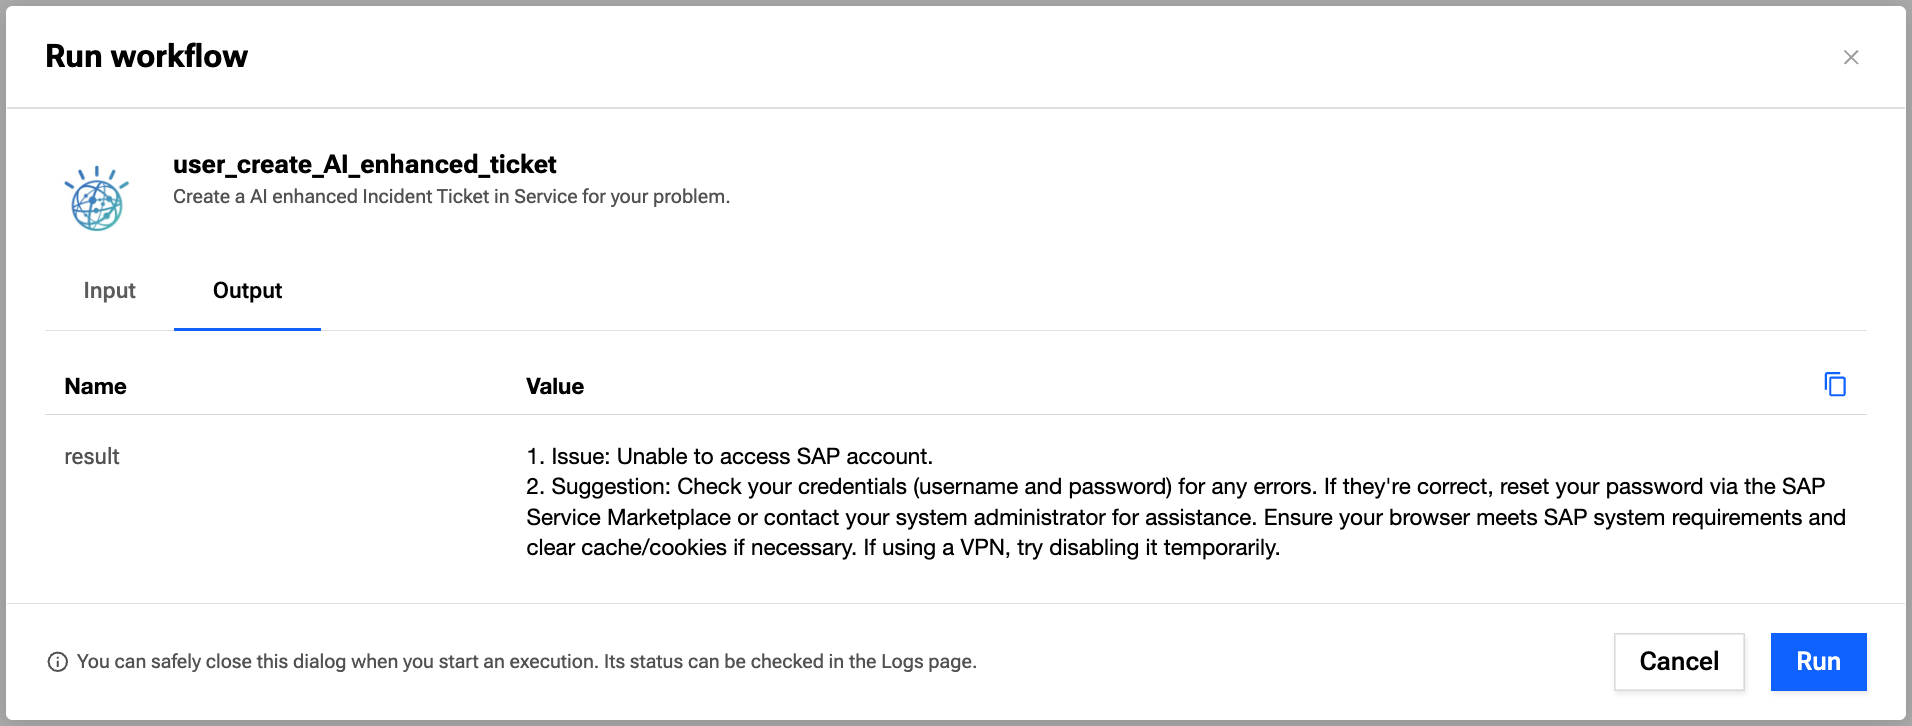 Run workflow
user_create_AI_enhanced_ticket
Create a AI enhanced Incident Ticket in Service for your problem.
Input
Output
Name
Value
result
1. Issue: Unable to access SAP account.
2. Suggestion: Check your credentials (username and password) for any errors. If they're correct, reset your password via the SAP
Service Marketplace or contact your system administrator for assistance. Ensure your browser meets SAP system requirements and
clear cache/cookies if necessary. If using a VPN, try disabling it temporarily.
You can safely close this dialog when you start an execution. Its status can be checked in the Logs page.
Cancel
Run